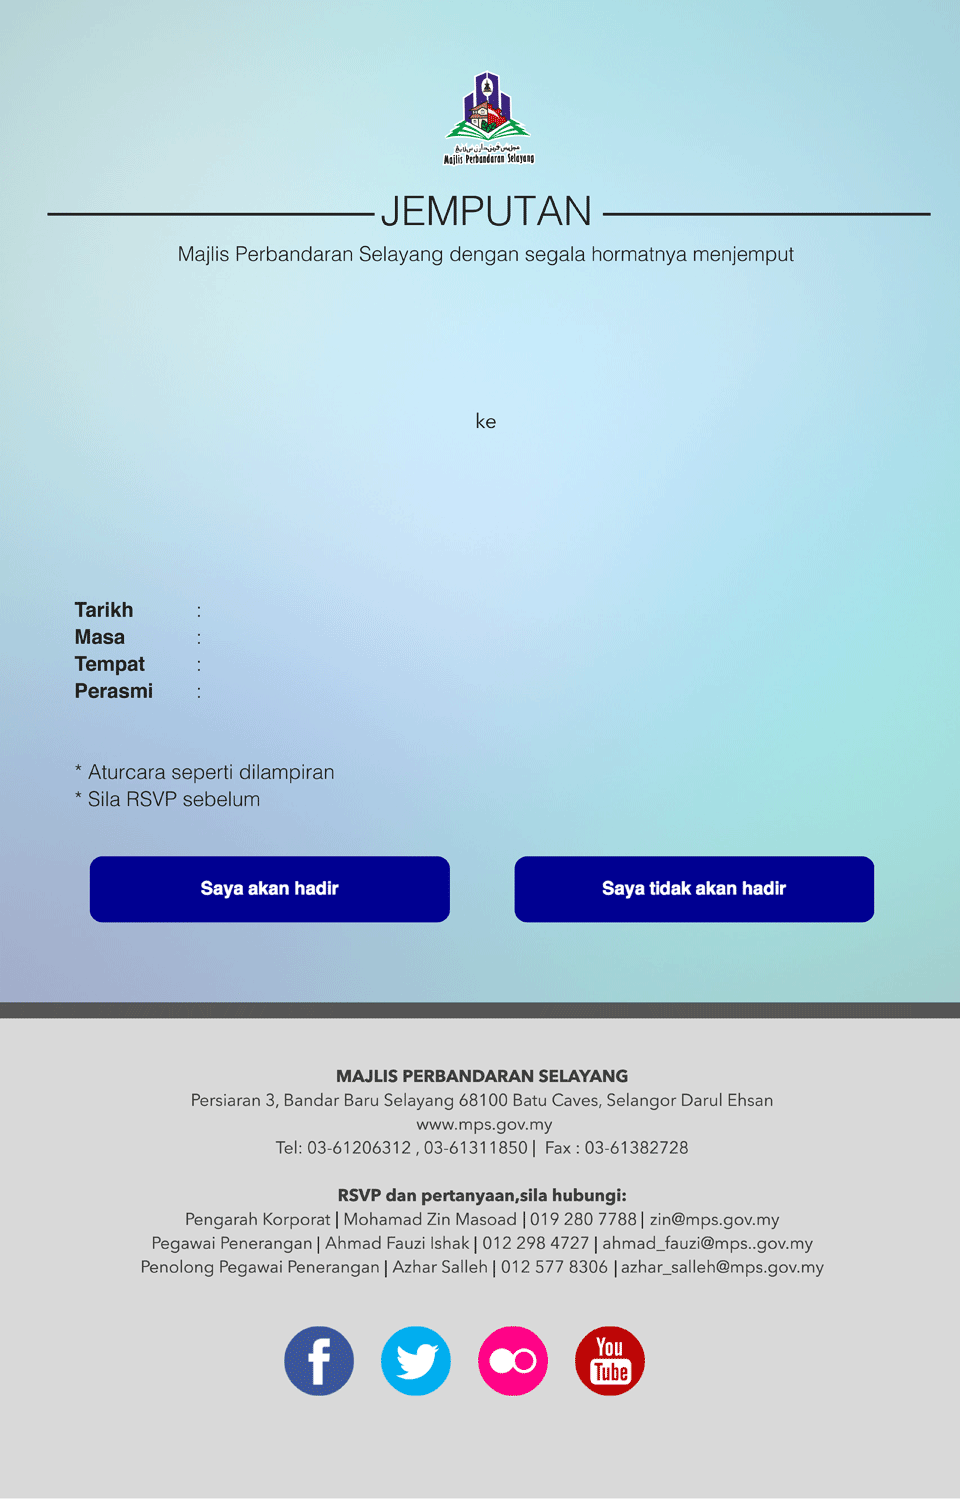 Majlis Perbandaran Selayang
JEMPUTAN
Majlis Perbandaran Selayang dengan segala hormatnya menjemput
ke
Tarikh :
Masa :
Tempat :
Perasmi :
* Aturcara seperti dilampiran
* Sila RSVP sebelum
Saya akan hadir
Saya tidak akan hadir
MAJLIS PERBANDARAN SELAYANG
Persiaran 3, Bandar Baru Selayang 68100 Batu Caves, Selangor Darul Ehsan
www.mps.gov.my
Tel: 03-61206312 , 03-61311850 | Fax : 03-61382728
RSVP dan pertanyaan,sila hubungi:
Pengarah Korporat | Mohamad Zin Masoad | 019 280 7788 | zin@mps.gov.my
Pegawai Penerangan | Ahmad Fauzi Ishak | 012 298 4727 | ahmad_fauzi@mps..gov.my
Penolong Pegawai Penerangan | Azhar Salleh | 012 577 8306 | azhar_salleh@mps.gov.my
f
You
Tube